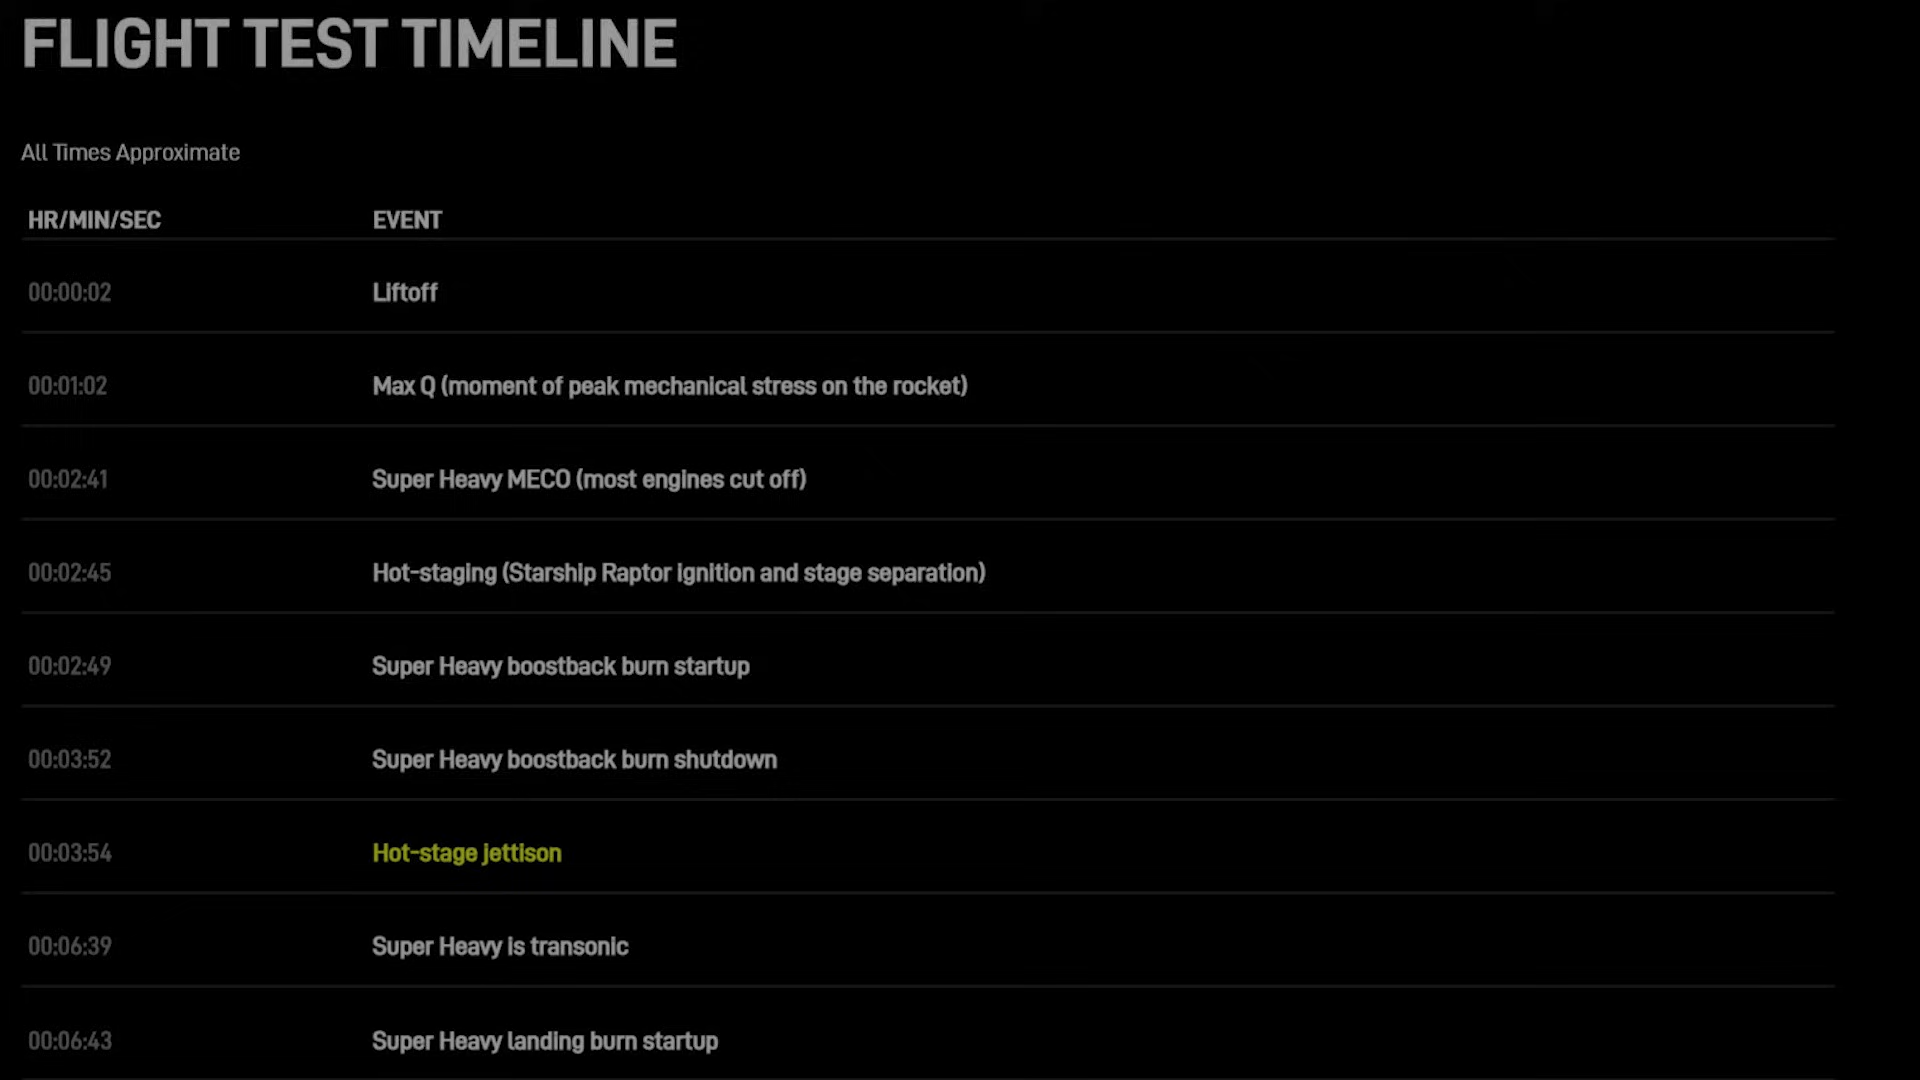 FLIGHT TEST TIMELINE
All Times Approximate
HR/MIN/SEC EVENT
00:00:02 Liftoff
00:01:02 Max Q (moment of peak mechanical stress on the rocket)
00:02:41 Super Heavy MECO (most engines cut off)
00:02:45 Hot-staging (Starship Raptor ignition and stage separation)
00:02:49 Super Heavy boostback burn startup
00:03:52 Super Heavy boostback burn shutdown
00:03:54 Hot-stage jettison
00:06:39 Super Heavy is transonic
00:06:43 Super Heavy landing burn startup